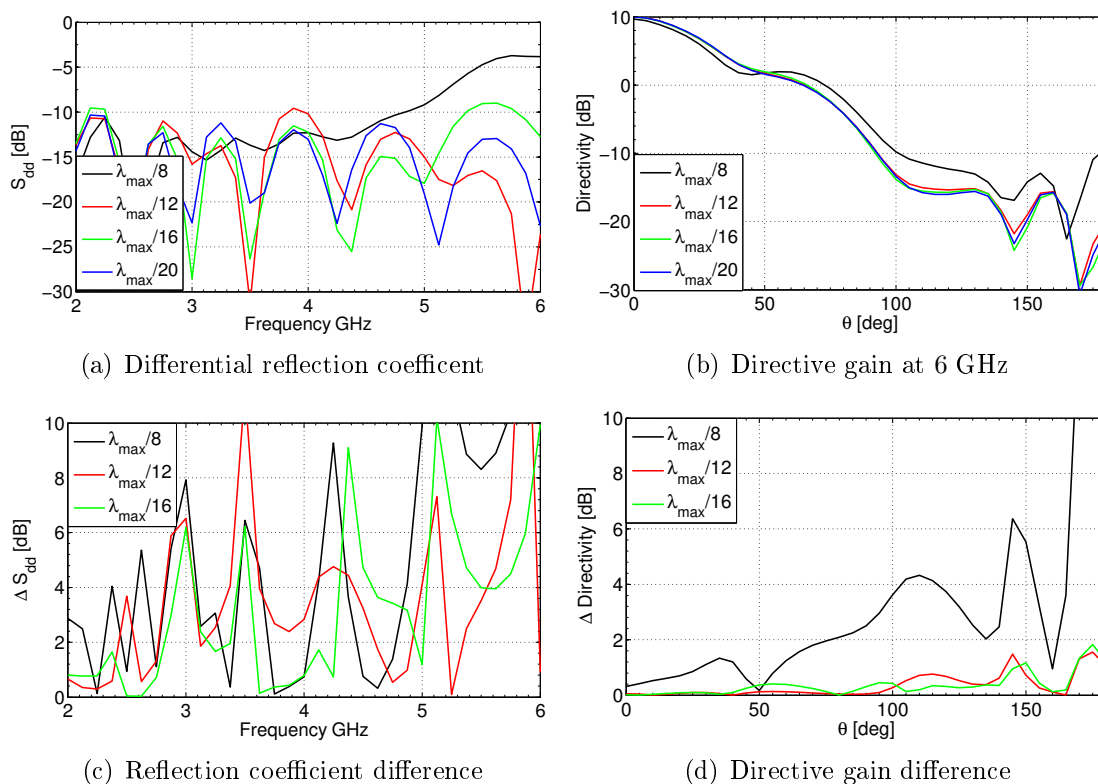 0
−5
−10
−15
−20
−25
−30
S_dd [dB]
λ_max/8
λ_max/12
λ_max/16
λ_max/20
2 3 4 5 6
Frequency GHz
(a) Differential reflection coefficent
10
0
−10
−20
−30
Directivity [dB]
λ_max/8
λ_max/12
λ_max/16
λ_max/20
0 50 100 150
θ [deg]
(b) Directive gain at 6 GHz
10
8
6
4
2
0
Δ S_dd [dB]
λ_max/8
λ_max/12
λ_max/16
2 3 4 5 6
Frequency GHz
(c) Reflection coefficient difference
10
8
6
4
2
0
Δ Directivity [dB]
λ_max/8
λ_max/12
λ_max/16
0 50 100 150
θ [deg]
(d) Directive gain difference